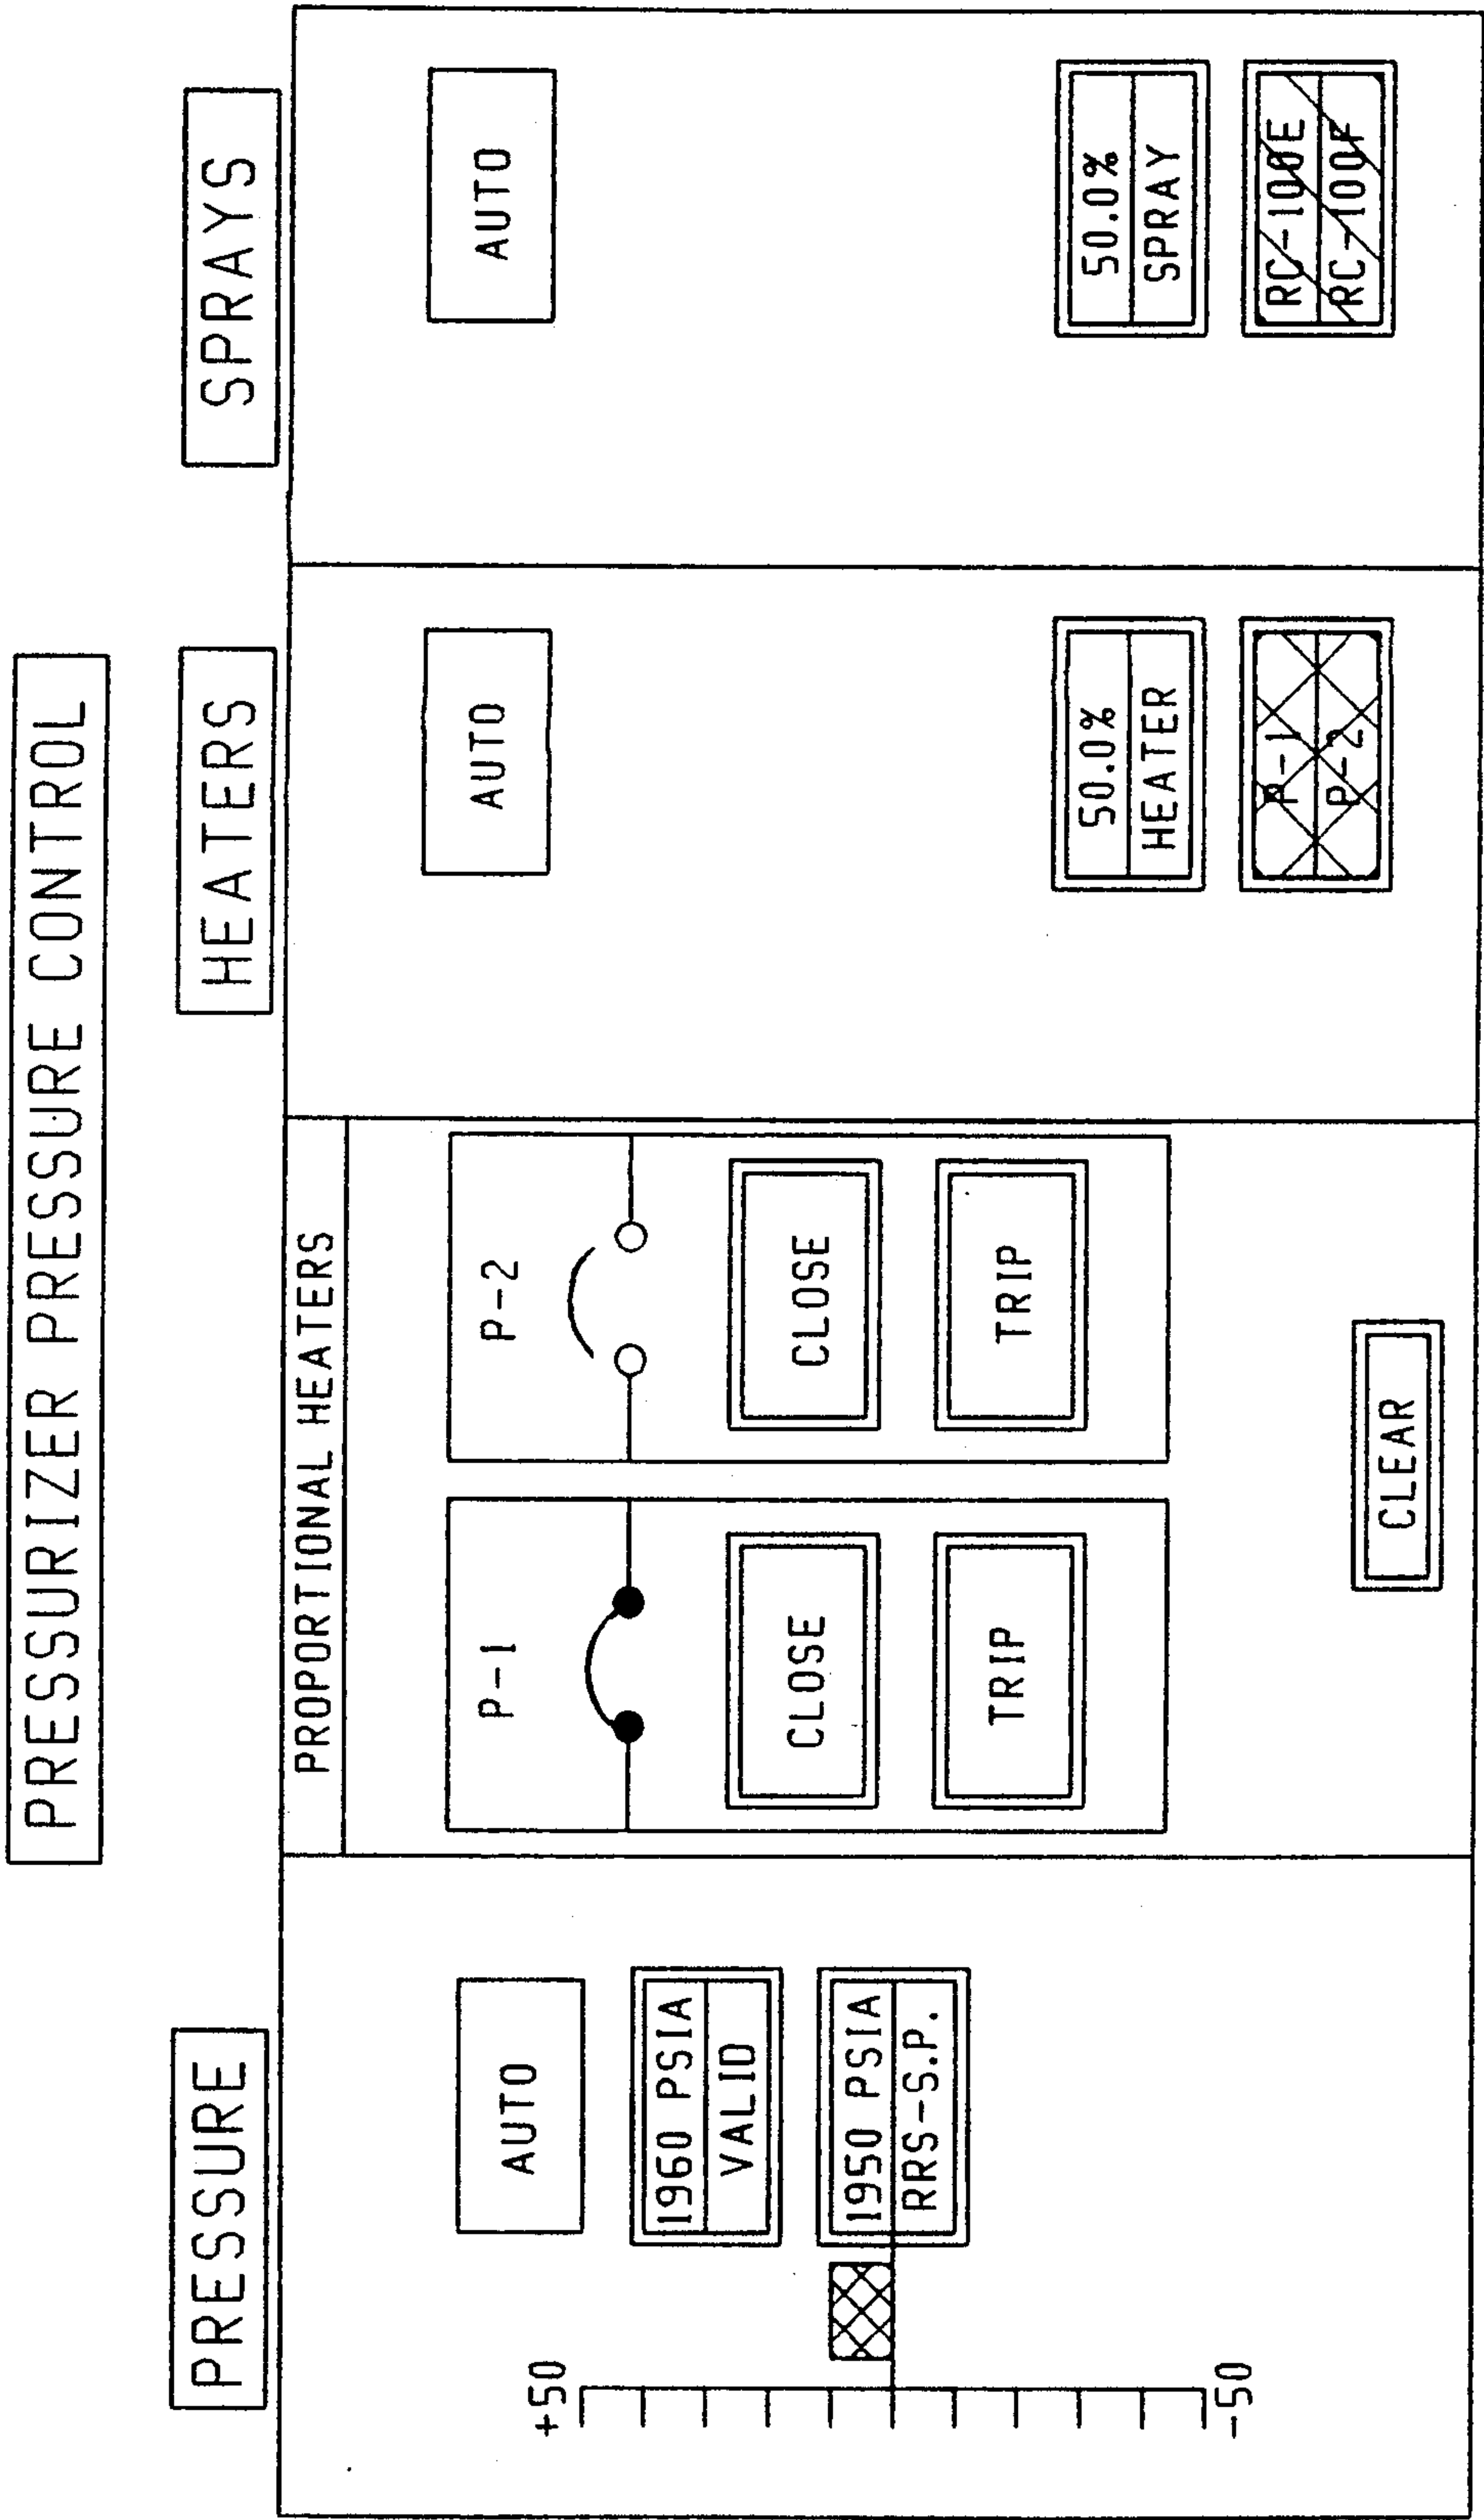 PRESSURIZER PRESSURE CONTROL
PRESSURE
HEATERS
SPRAYS
+50
-50
AUTO
1960 PSIA
VALID
1950 PSIA
RRS-S.P.
PROPORTIONAL HEATERS
P-1
CLOSE
TRIP
P-2
CLOSE
TRIP
CLEAR
AUTO
50.0%
HEATER
P-1
P-2
AUTO
50.0%
SPRAY
RC-100E
RC-100F